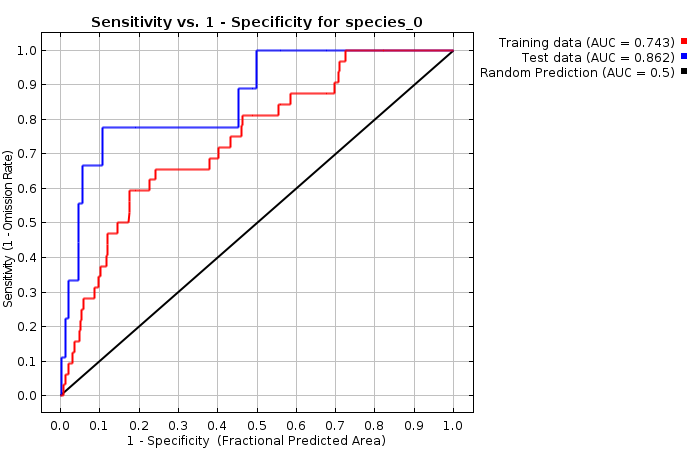 Sensitivity vs. 1 - Specificity for species_0
Training data (AUC = 0.743)
Test data (AUC = 0.862)
Random Prediction (AUC = 0.5)
Sensitivity (1 - Omission Rate)
1.0
0.9
0.8
0.7
0.6
0.5
0.4
0.3
0.2
0.1
0.0
0.0 0.1 0.2 0.3 0.4 0.5 0.6 0.7 0.8 0.9 1.0
1 - Specificity (Fractional Predicted Area)